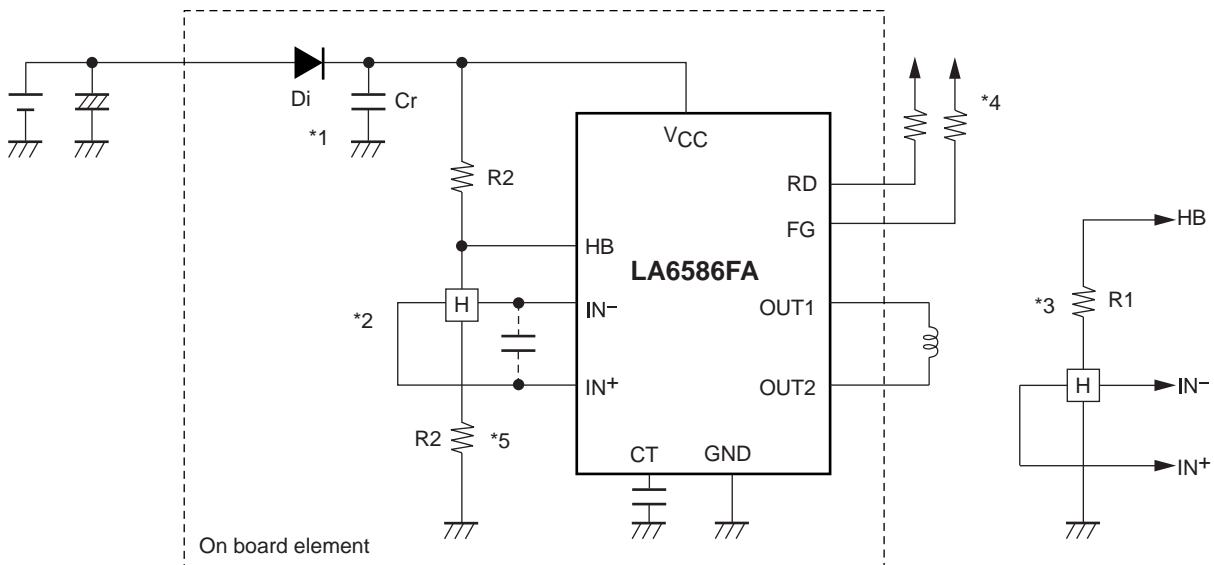 Di
Cr
*1
*4
VCC
R2
RD
FG
HB
HB
LA6586FA
*3
R1
*2
H
IN-
OUT1
H
IN-
IN+
OUT2
R2
*5
IN+
CT
GND
On board element